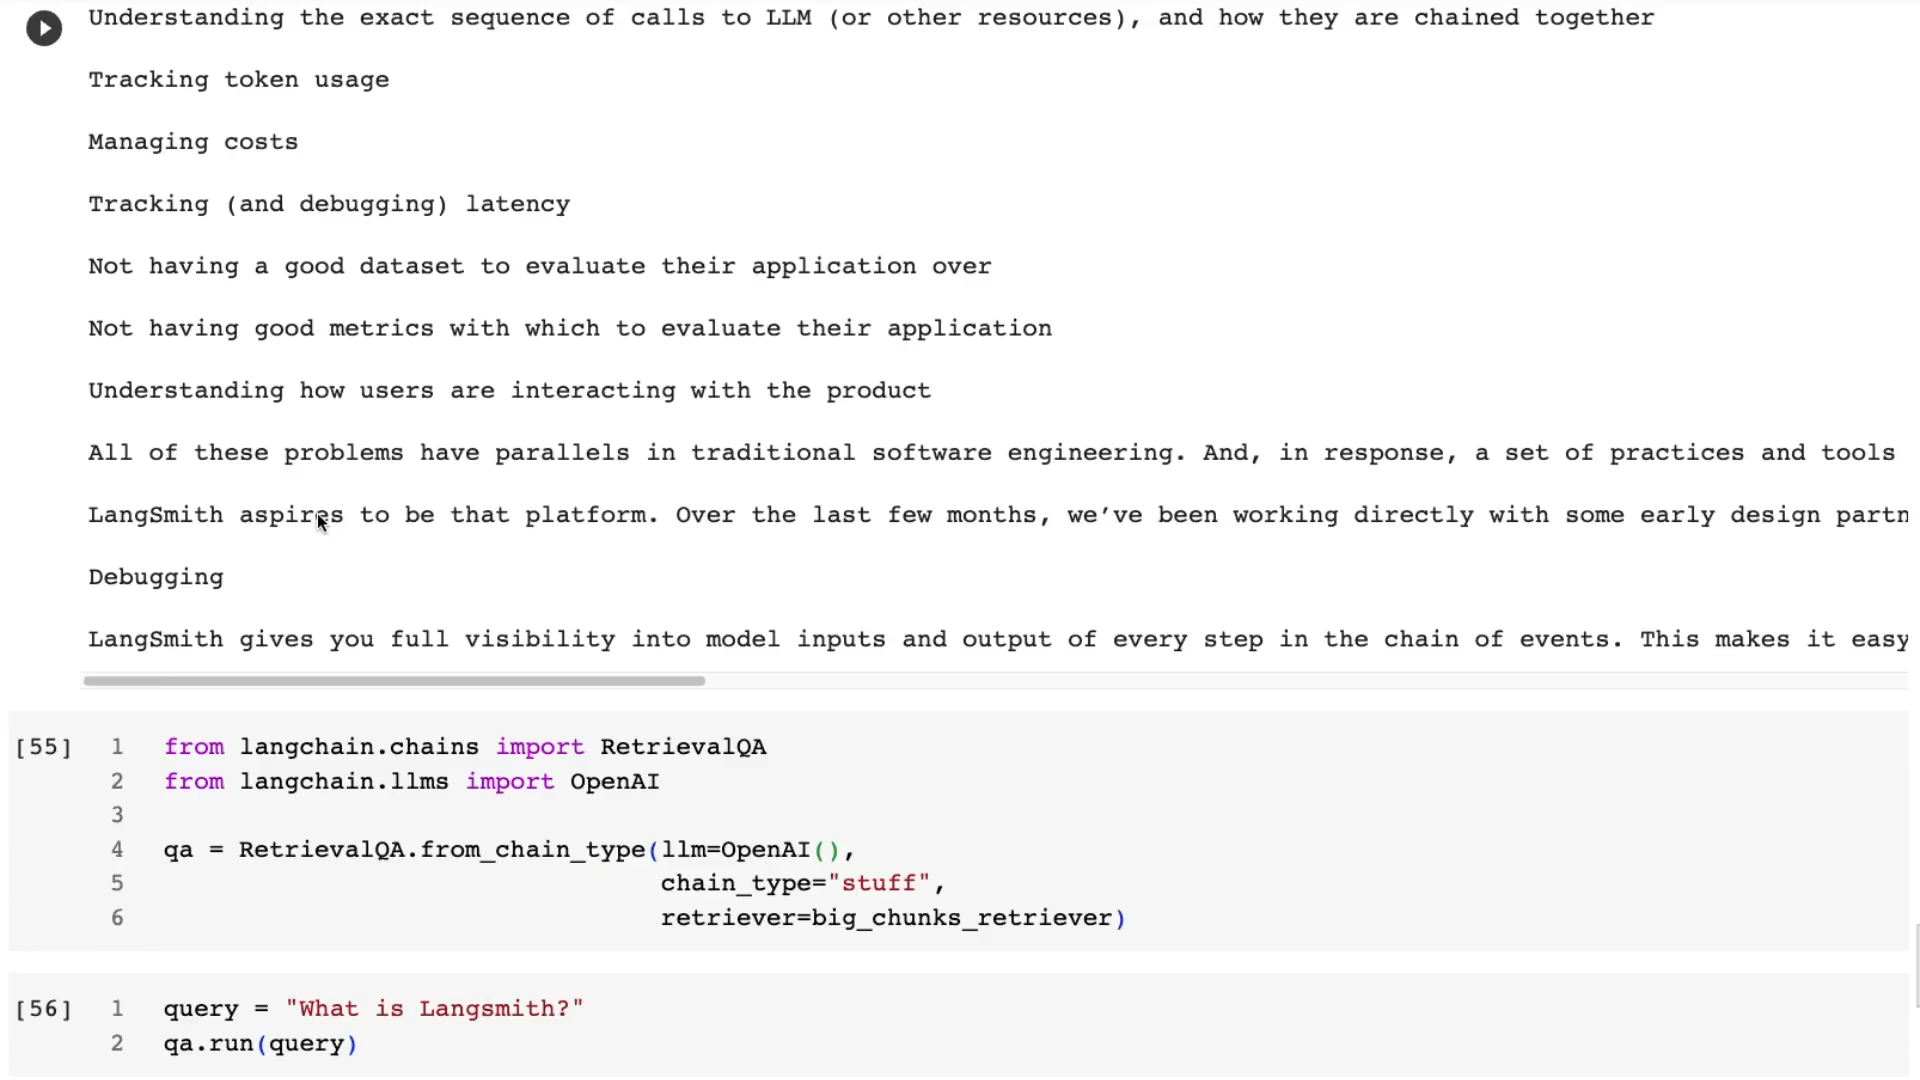 Understanding the exact sequence of calls to LLM (or other resources), and how they are chained together
Tracking token usage
Managing costs
Tracking (and debugging) latency
Not having a good dataset to evaluate their application over
Not having good metrics with which to evaluate their application
Understanding how users are interacting with the product
All of these problems have parallels in traditional software engineering. And, in response, a set of practices and tools
LangSmith aspires to be that platform. Over the last few months, we’ve been working directly with some early design partn
Debugging
LangSmith gives you full visibility into model inputs and output of every step in the chain of events. This makes it easy
[55] 1 from langchain.chains import RetrievalQA
2 from langchain.llms import OpenAI
3
4 qa = RetrievalQA.from_chain_type(llm=OpenAI(),
5 chain_type="stuff",
6 retriever=big_chunks_retriever)
[56] 1 query = "What is Langsmith?"
2 qa.run(query)